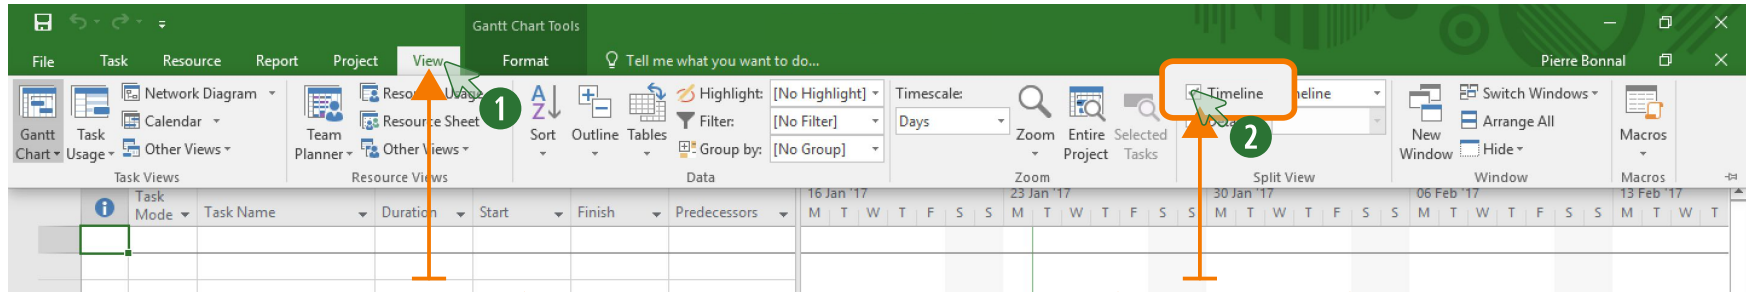 Gantt Chart Tools
File Task Resource Report Project View Format Tell me what you want to do... Pierre Bonnal
Gantt
Chart
Task
Usage
Network Diagram
Calendar
Other Views
Task Views
Team
Planner
Resource Usage
Resource Sheet
Other Views
Resource Views
1
A
Z
Sort
Outline
Tables
Highlight: [No Highlight]
Filter: [No Filter]
Group by: [No Group]
Data
Timescale:
Days
Zoom
Entire
Project
Selected
Tasks
Zoom
Timeline
2
Split View
New
Window
Switch Windows
Arrange All
Hide
Window
Macros
Macros
Task
Mode
Task Name
Duration
Start
Finish
Predecessors
16 Jan '17 23 Jan '17 30 Jan '17 06 Feb '17 13 Feb '17
M T W T F S S M T W T F S S M T W T F S S M T W T F S S M T W T